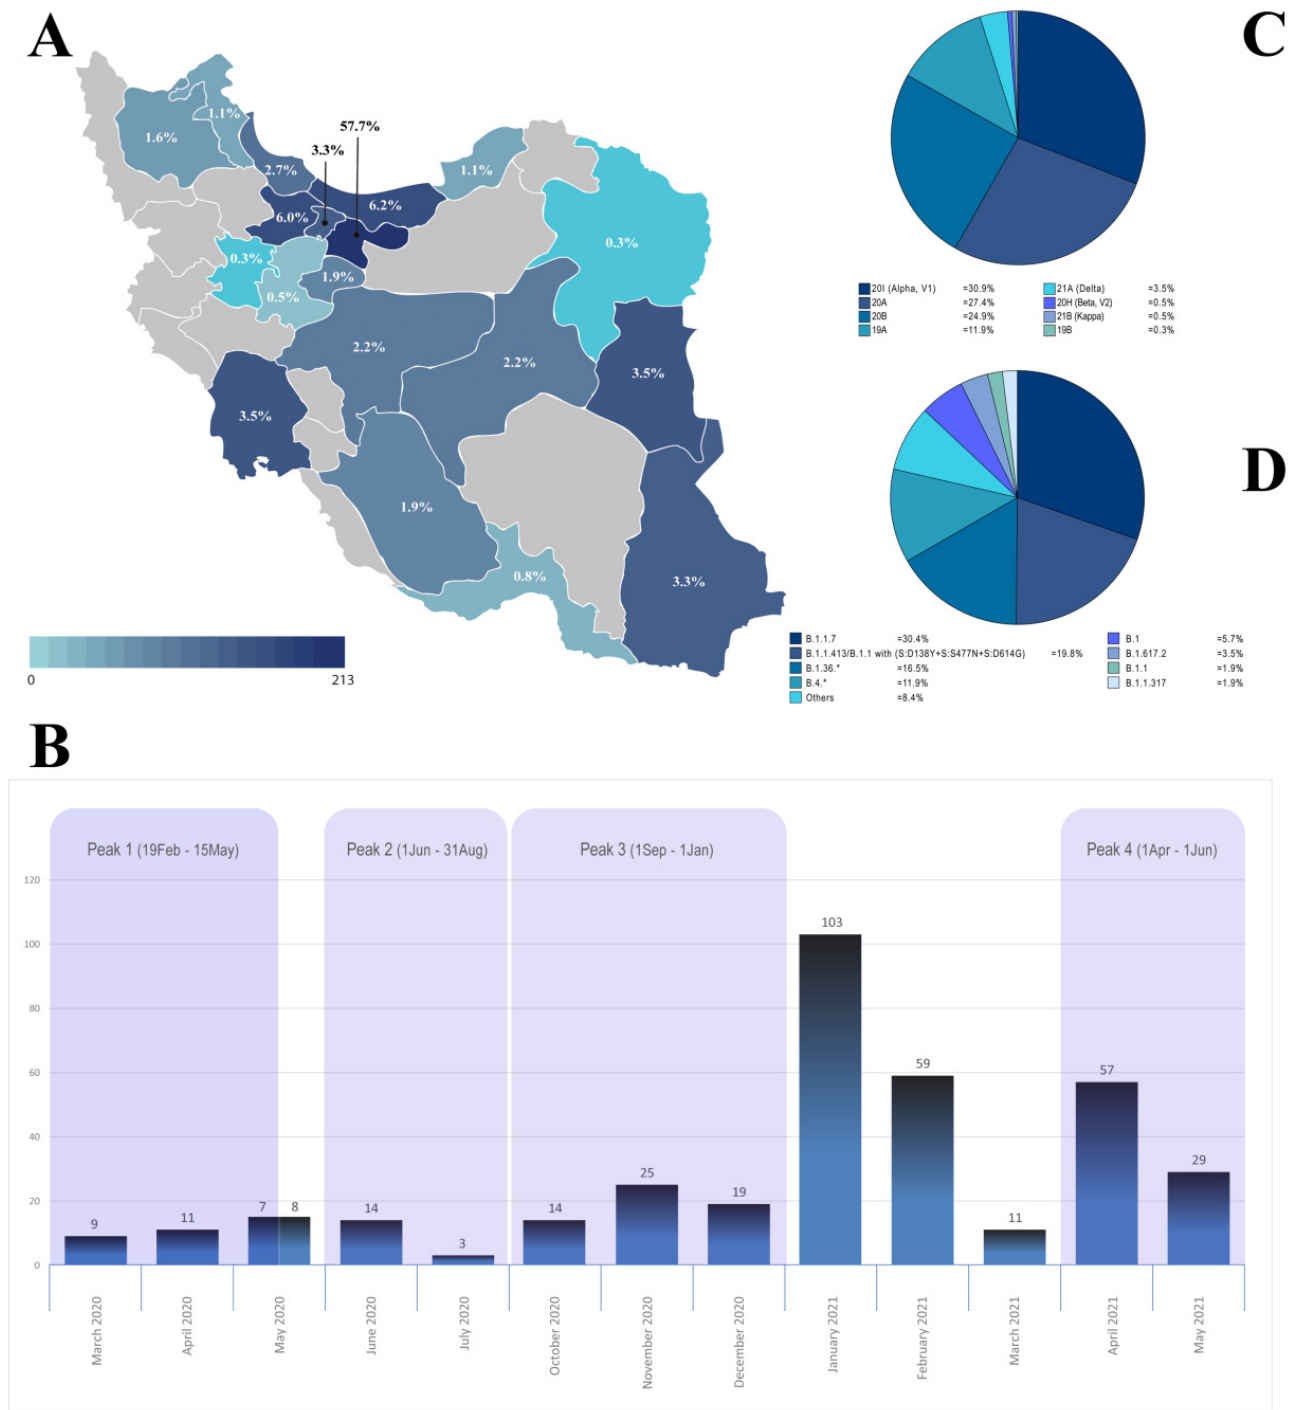 A
1.6%
1.1%
2.7%
3.3%
57.7%
6.0%
6.2%
1.1%
0.3%
0.3%
0.5%
1.9%
2.2%
2.2%
3.5%
3.5%
1.9%
0.8%
3.3%
0
213
C
20I (Alpha, V1) =30.9%
20A =27.4%
20B =24.9%
19A =11.9%
21A (Delta) =3.5%
20H (Beta, V2) =0.5%
21B (Kappa) =0.5%
19B =0.3%
D
B.1.1.7 =30.4%
B.1.1.413/B.1.1 with (S:D138Y+S:S477N+S:D614G) =19.8%
B.1.36.* =16.5%
B.4.* =11.9%
Others =8.4%
B.1 =5.7%
B.1.617.2 =3.5%
B.1.1 =1.9%
B.1.1.317 =1.9%
B
Peak 1 (19Feb - 15May)
Peak 2 (1Jun - 31Aug)
Peak 3 (1Sep - 1Jan)
Peak 4 (1Apr - 1Jun)
120
100
80
60
40
20
0
9
11
7
8
14
3
14
25
19
103
59
11
57
29
March 2020
April 2020
May 2020
June 2020
July 2020
October 2020
November 2020
December 2020
January 2021
February 2021
March 2021
April 2021
May 2021